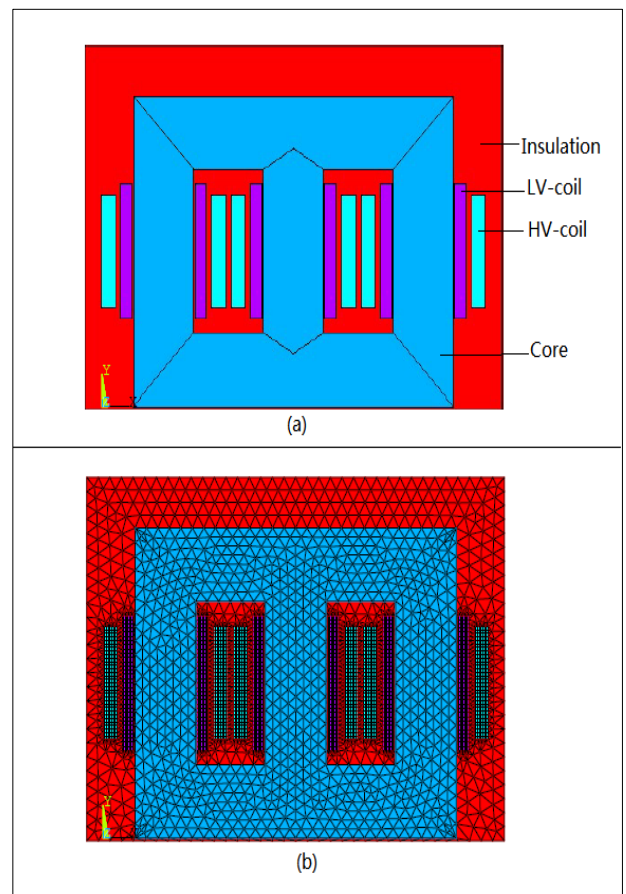 Insulation
LV-coil
HV-coil
Core
Y
X
(a)
Y
(b)